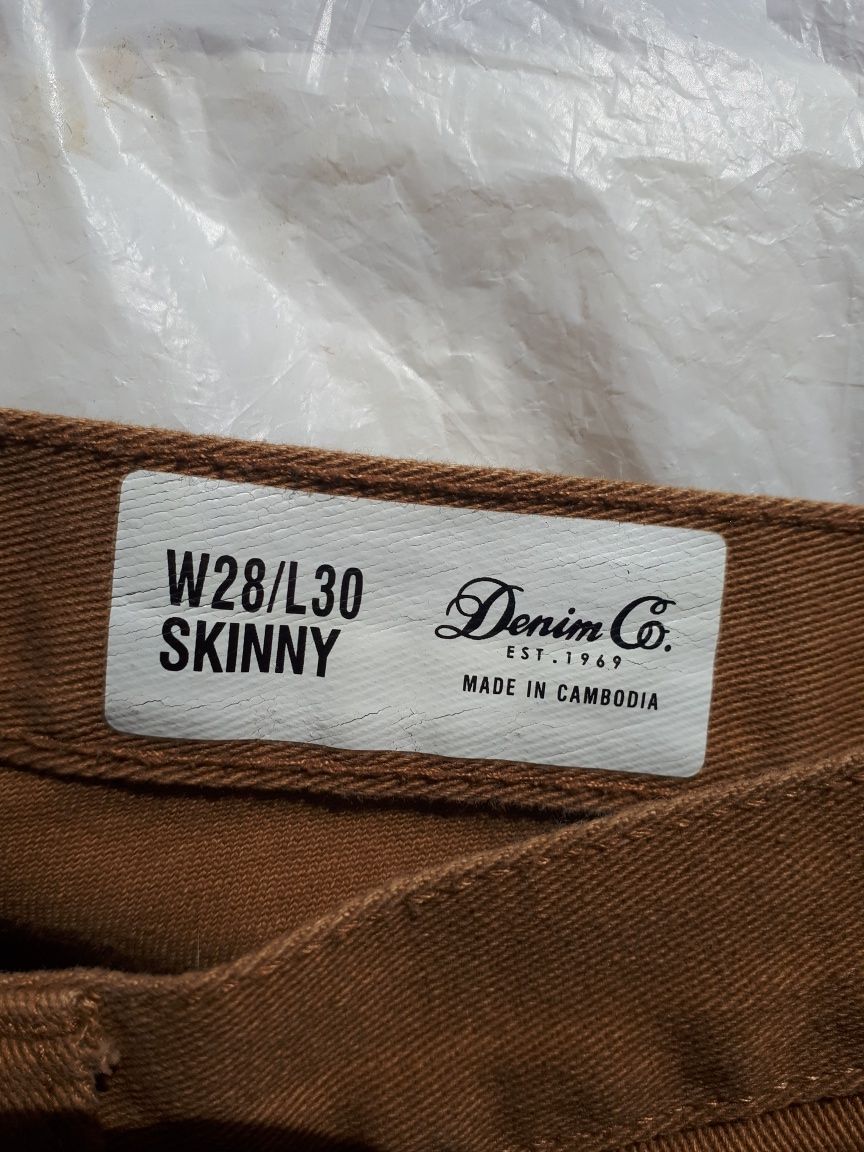 W28/L30
SKINNY
Denim Co.
EST.1969
MADE IN CAMBODIA